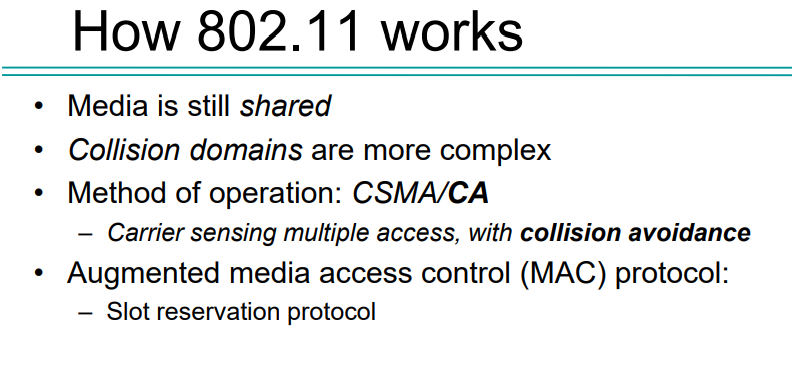 How 802.11 works
• Media is still shared
• Collision domains are more complex
• Method of operation: CSMA/CA
– Carrier sensing multiple access, with collision avoidance
• Augmented media access control (MAC) protocol:
– Slot reservation protocol